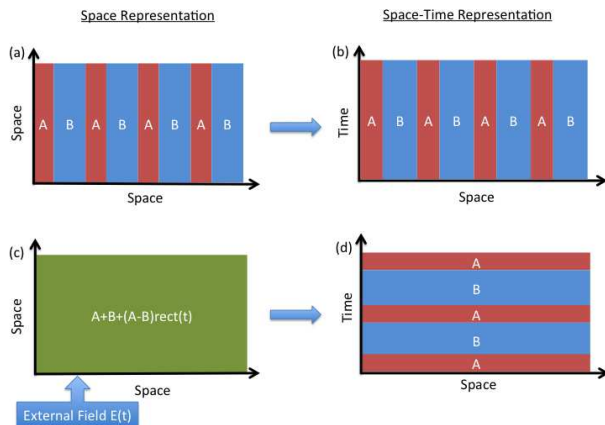 Space Representation
Space-Time Representation
(a)
Space
A B A B A B A B
Space
(b)
Time
A B A B A B A B
Space
(c)
Space
A+B+(A-B)rect(t)
Space
External Field E(t)
(d)
Time
A
B
A
B
A
Space